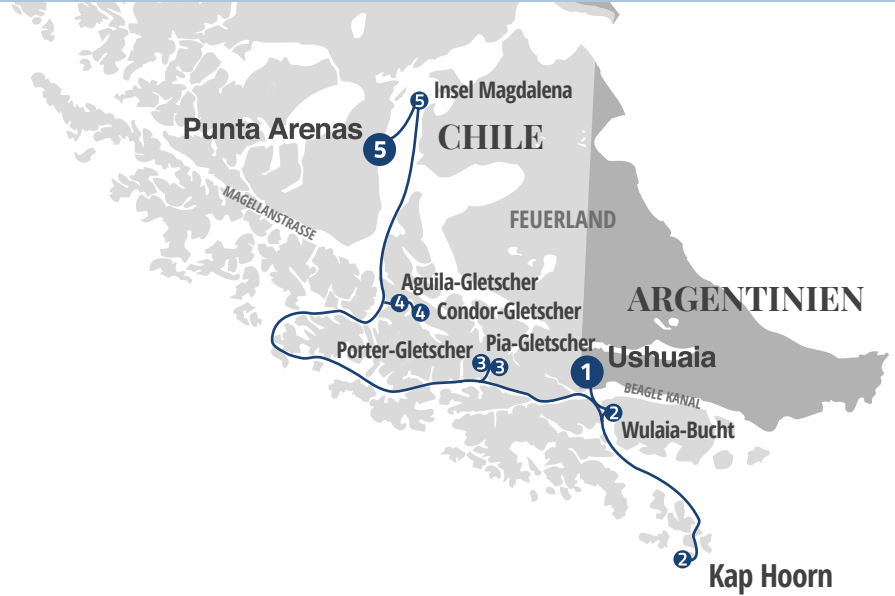 Insel Magdalena
5
Punta Arenas
5
CHILE
MAGELLANSTRASSE
FEUERLAND
Aguila-Gletscher
4
4
Condor-Gletscher
ARGENTINIEN
Porter-Gletscher
Pia-Gletscher
3
3
1
Ushuaia
BEAGLE KANAL
2
Wulaia-Bucht
2
Kap Hoorn